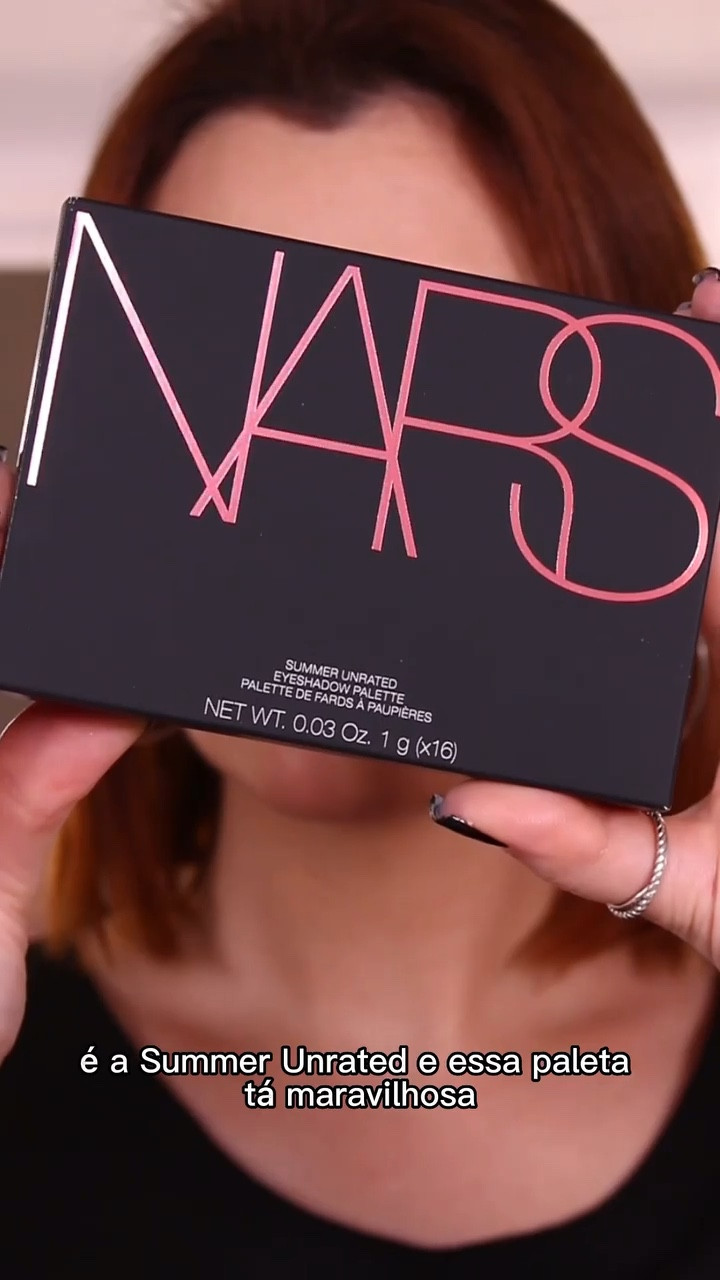 NARS
SUMMER UNRATED
EYESHADOW PALETTE
PALETTE DE FARDS À PAUPIÈRES
NET WT. 0.03 Oz. 1 g (x16)
é a Summer Unrated e essa paleta
tá maravilhosa